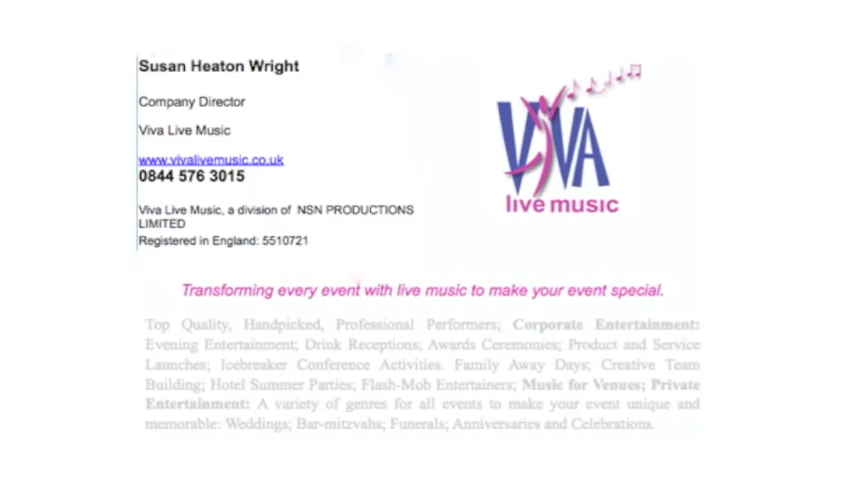 Susan Heaton Wright
Company Director
Viva Live Music
www.vivalivemusic.co.uk
0844 576 3015
Viva Live Music, a division of NSN PRODUCTIONS
LIMITED
Registered in England: 5510721
VIVA
live music
Transforming every event with live music to make your event special.
Top Quality, Handpicked, Professional Performers; Corporate Entertainment:
Evening Entertainment; Drink Receptions; Awards Ceremonies; Product and Service
Launches; Icebreaker Conference Activities. Family Away Days; Creative Team
Building; Hotel Summer Parties; Flash-Mob Entertainers; Music for Venues; Private
Entertainment: A variety of genres for all events to make your event unique and
memorable: Weddings; Bar-mitzvahs; Funerals; Anniversaries and Celebrations.